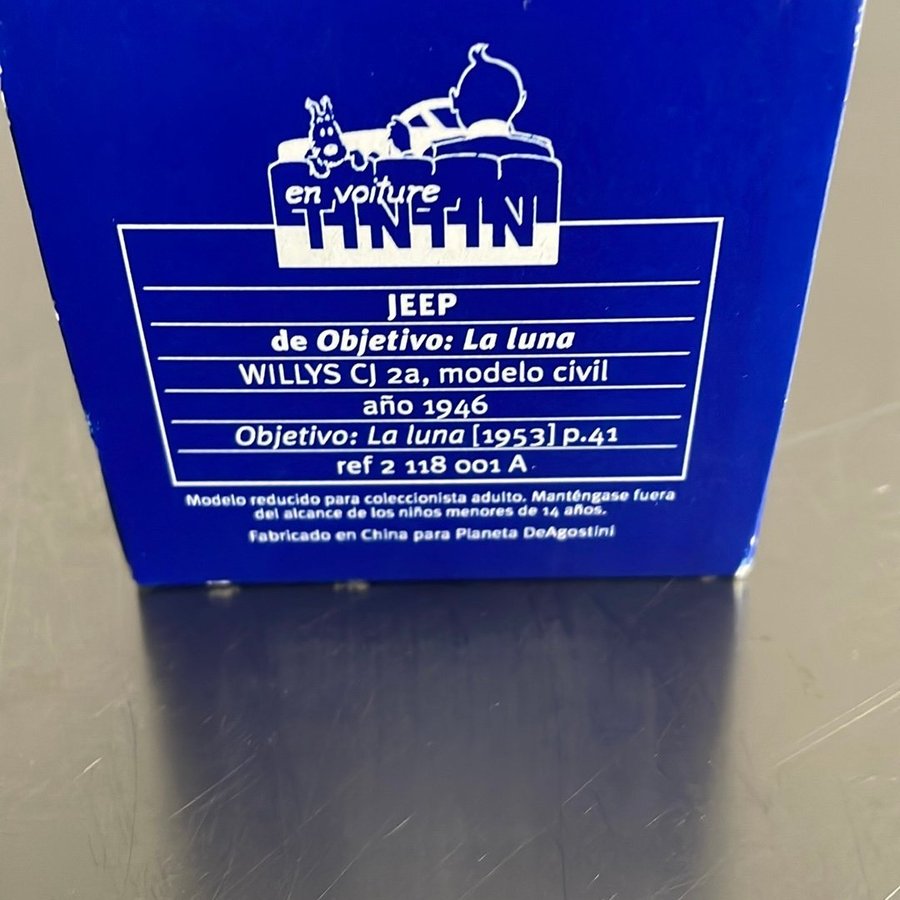 en voiture
TINTIN
JEEP
de Objetivo: La luna
WILLYS CJ 2a, modelo civil
año 1946
Objetivo: La luna [1953] p.41
ref 2 118 001 A
Modelo reducido para coleccionista adulto. Manténgase fuera
del alcance de los niños menores de 14 años.
Fabricado en China para Planeta DeAgostini